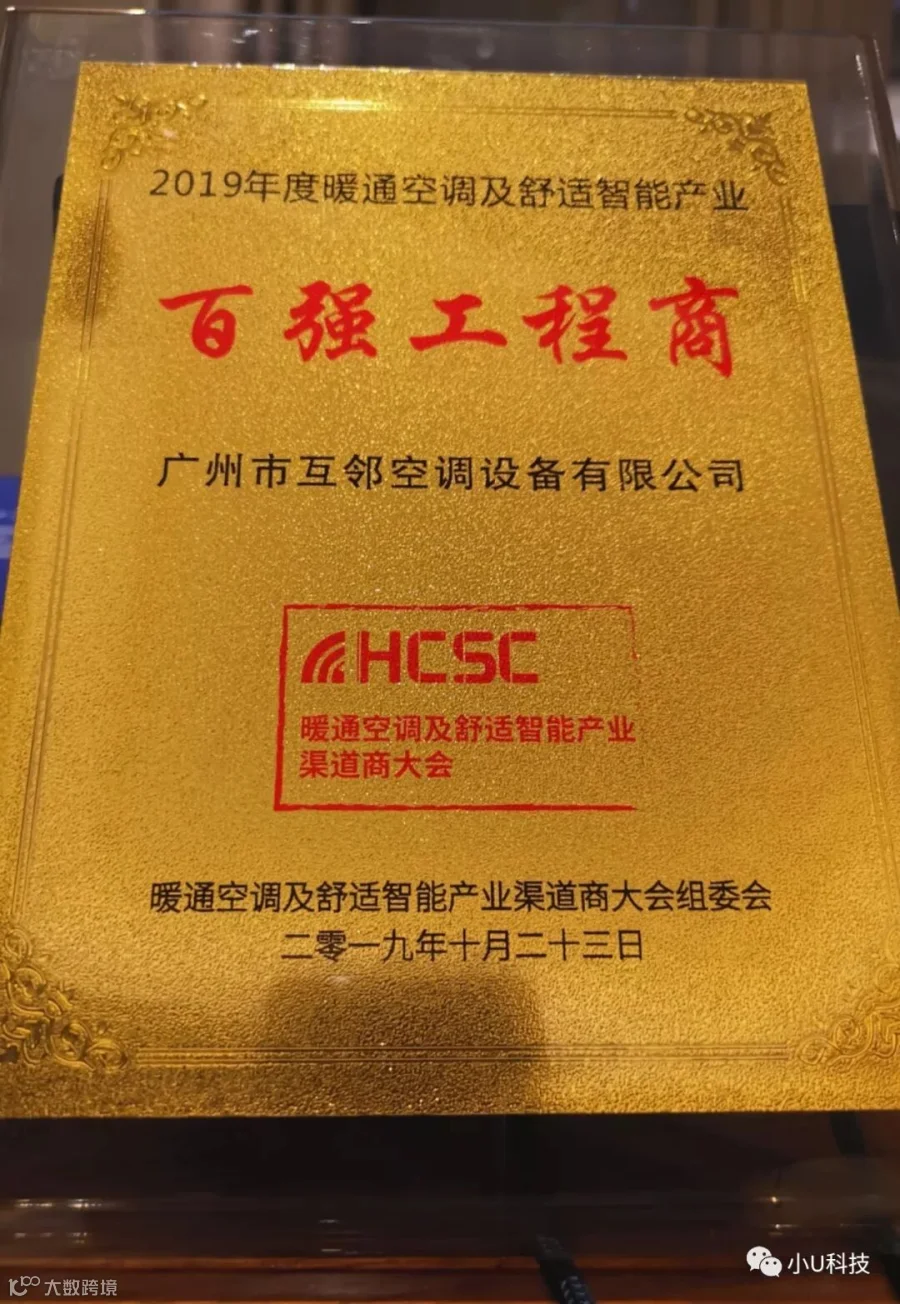 2019年度暖通空调及舒适智能产业
百强工程商
广州市互邻空调设备有限公司
HCSC
暖通空调及舒适智能产业
渠道商大会
暖通空调及舒适智能产业渠道商大会组委会
二零一九年十月二十三日
小U科技
大数跨境